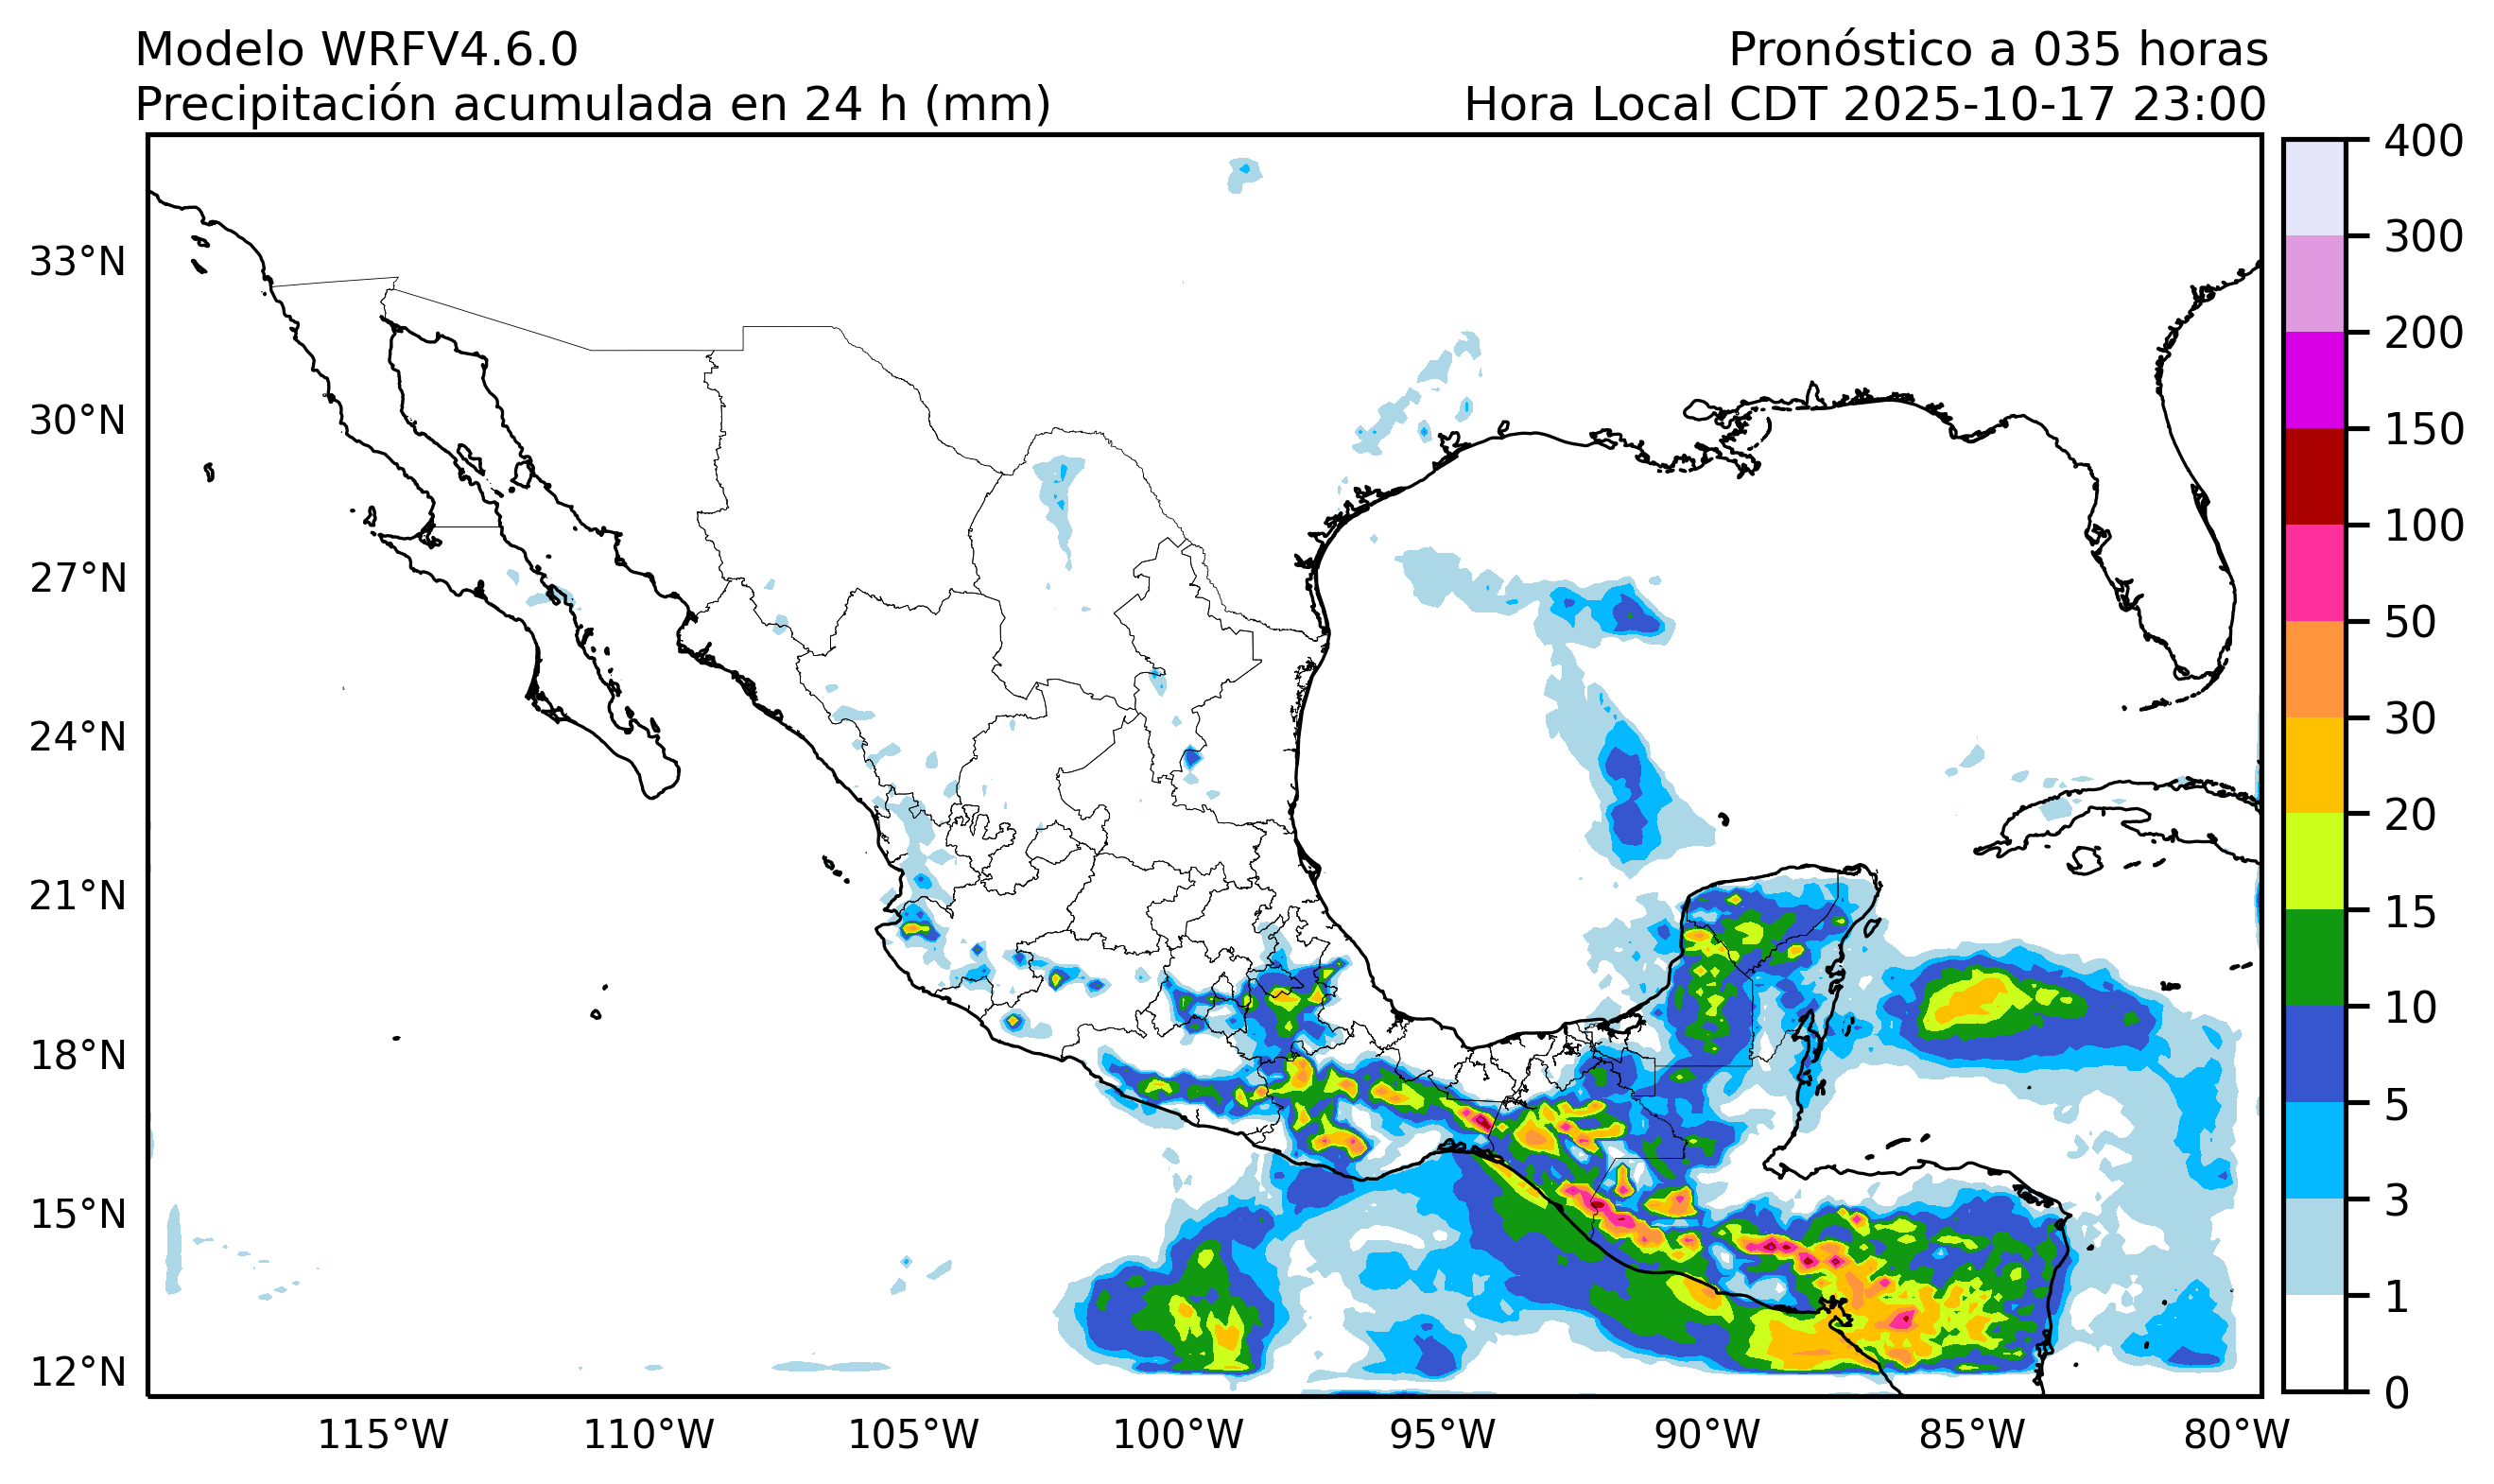 Modelo WRFV4.6.0
Pronóstico a 035 horas
Precipitación acumulada en 24 h (mm)
Hora Local CDT 2025-10-17 23:00
400
300
200
150
100
50
30
20
15
10
5
3
1
0
33°N
30°N
27°N
24°N
21°N
18°N
15°N
12°N
115°W
110°W
105°W
100°W
95°W
90°W
85°W
80°W